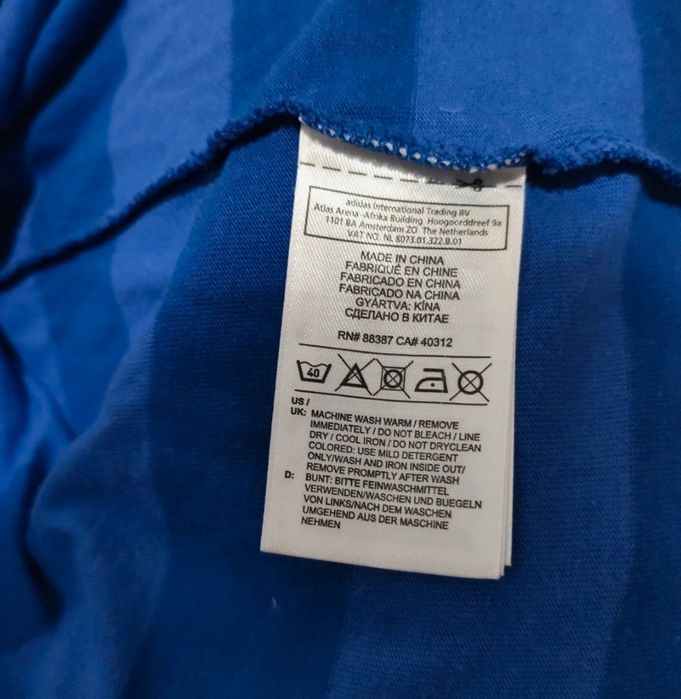 adidas International Trading BV
Atlas Arena -Afrika Building Hoogoorddreef 9a
1101 BA Amsterdam ZO The Netherlands
VAT NO. NL 8073.01.322.B.01
MADE IN CHINA
FABRIQUÉ EN CHINE
FABRICADO EN CHINA
FABRICADO NA CHINA
GYÁRTVA: KÍNA
СДЕЛАНО В КИТАЕ
RN# 88387 CA# 40312
40
US /
UK: MACHINE WASH WARM / REMOVE
IMMEDIATELY / DO NOT BLEACH / LINE
DRY / COOL IRON / DO NOT DRYCLEAN
COLORED: USE MILD DETERGENT
ONLY/WASH AND IRON INSIDE OUT/
REMOVE PROMPTLY AFTER WASH
D: BUNT: BITTE FEINWASCHMITTEL
VERWENDEN/WASCHEN UND BUEGELN
VON LINKS/NACH DEM WASCHEN
UMGEHEND AUS DER MASCHINE
NEHMEN